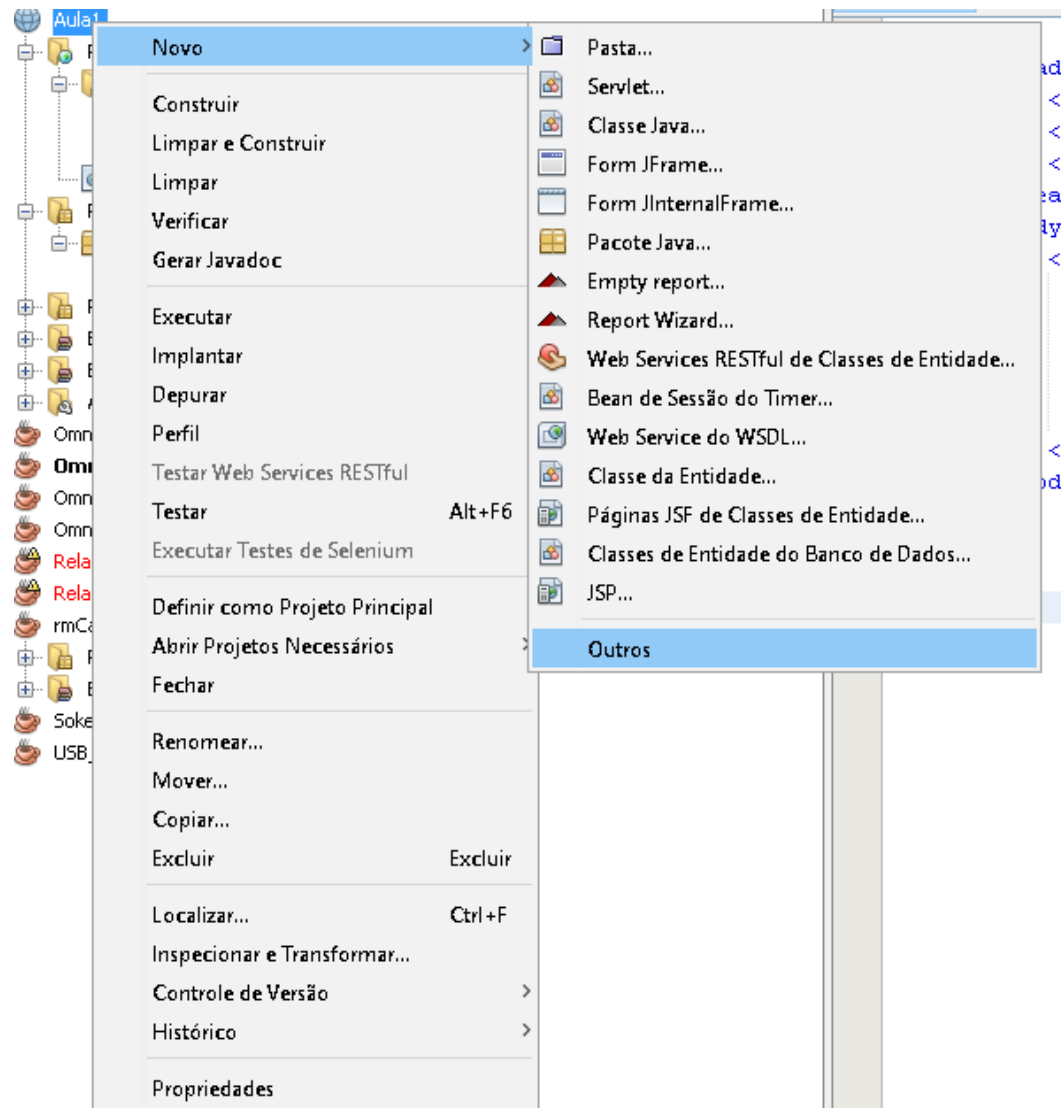 Aula1
Novo
Construir
Limpar e Construir
Limpar
Verificar
Gerar Javadoc
Executar
Implantar
Depurar
Perfil
Testar Web Services RESTful
Testar Alt+F6
Executar Testes de Selenium
Definir como Projeto Principal
Abrir Projetos Necessários
Fechar
Renomear...
Mover...
Copiar...
Excluir Excluir
Localizar... Ctrl+F
Inspecionar e Transformar...
Controle de Versão
Histórico
Propriedades
Pasta...
Servlet...
Classe Java...
Form JFrame...
Form JInternalFrame...
Pacote Java...
Empty report...
Report Wizard...
Web Services RESTful de Classes de Entidade...
Bean de Sessão do Timer...
Web Service do WSDL...
Classe da Entidade...
Páginas JSF de Classes de Entidade...
Classes de Entidade do Banco de Dados...
JSP...
Outros
Omn
Omn
Omn
Rela
Rela
rmCa
Soke
USB_